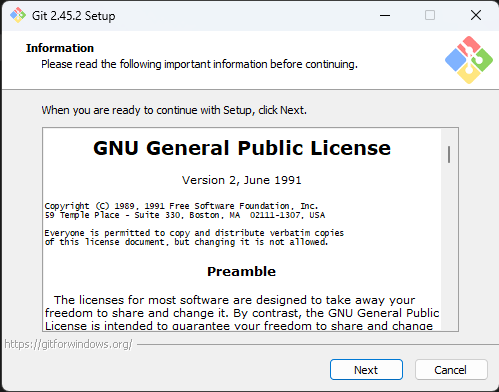 Git 2.45.2 Setup
Information
Please read the following important information before continuing.
When you are ready to continue with Setup, click Next.
GNU General Public License
Version 2, June 1991
Copyright (C) 1989, 1991 Free Software Foundation, Inc.
59 Temple Place - Suite 330, Boston, MA  02111-1307, USA
Everyone is permitted to copy and distribute verbatim copies
of this license document, but changing it is not allowed.
Preamble
The licenses for most software are designed to take away your
freedom to share and change it. By contrast, the GNU General Public
License is intended to guarantee your freedom to share and change
https://gitforwindows.org/
Next
Cancel